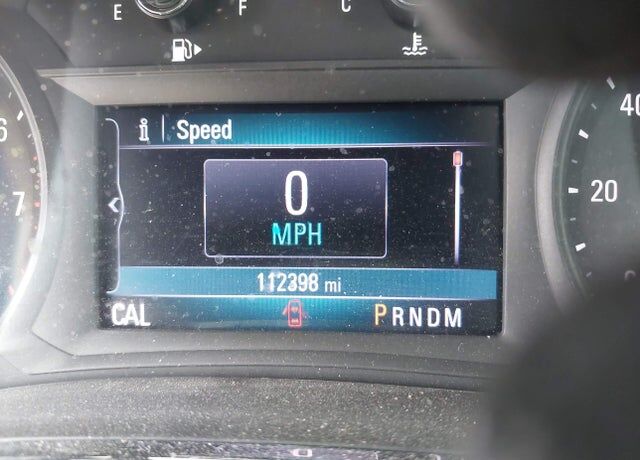 E F C
6
7
i Speed
0
MPH
112398 mi
CAL PRNDM
40
20